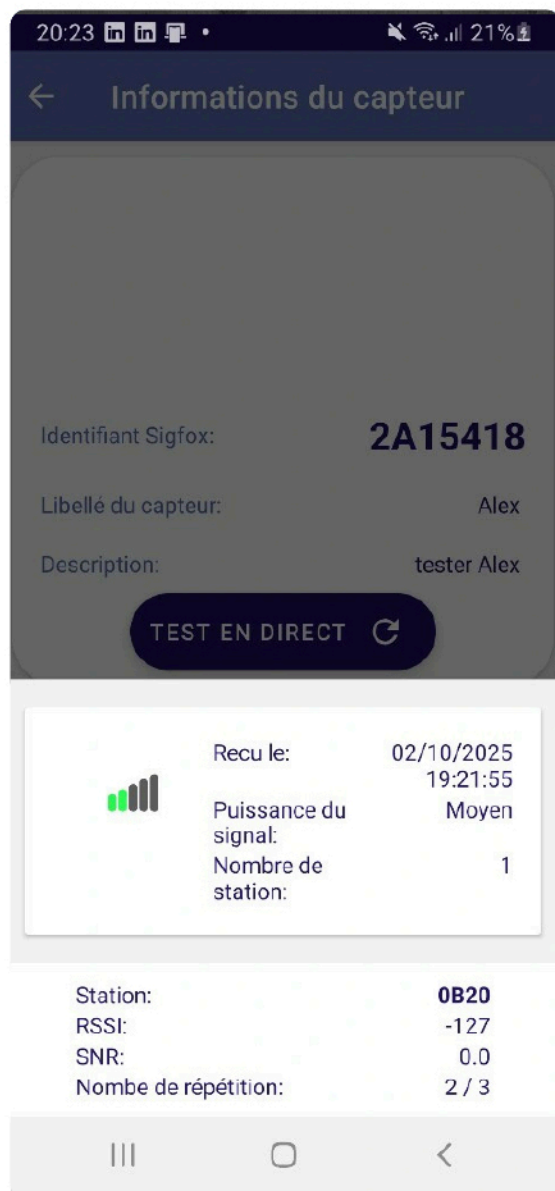 20:23 in in 21%
Informations du capteur
Identifiant Sigfox: 2A15418
Libellé du capteur: Alex
Description: tester Alex
TEST EN DIRECT
Recu le: 02/10/2025
19:21:55
Puissance du Moyen
signal:
Nombre de 1
station:
Station: 0B20
RSSI: -127
SNR: 0.0
Nombe de répétition: 2 / 3